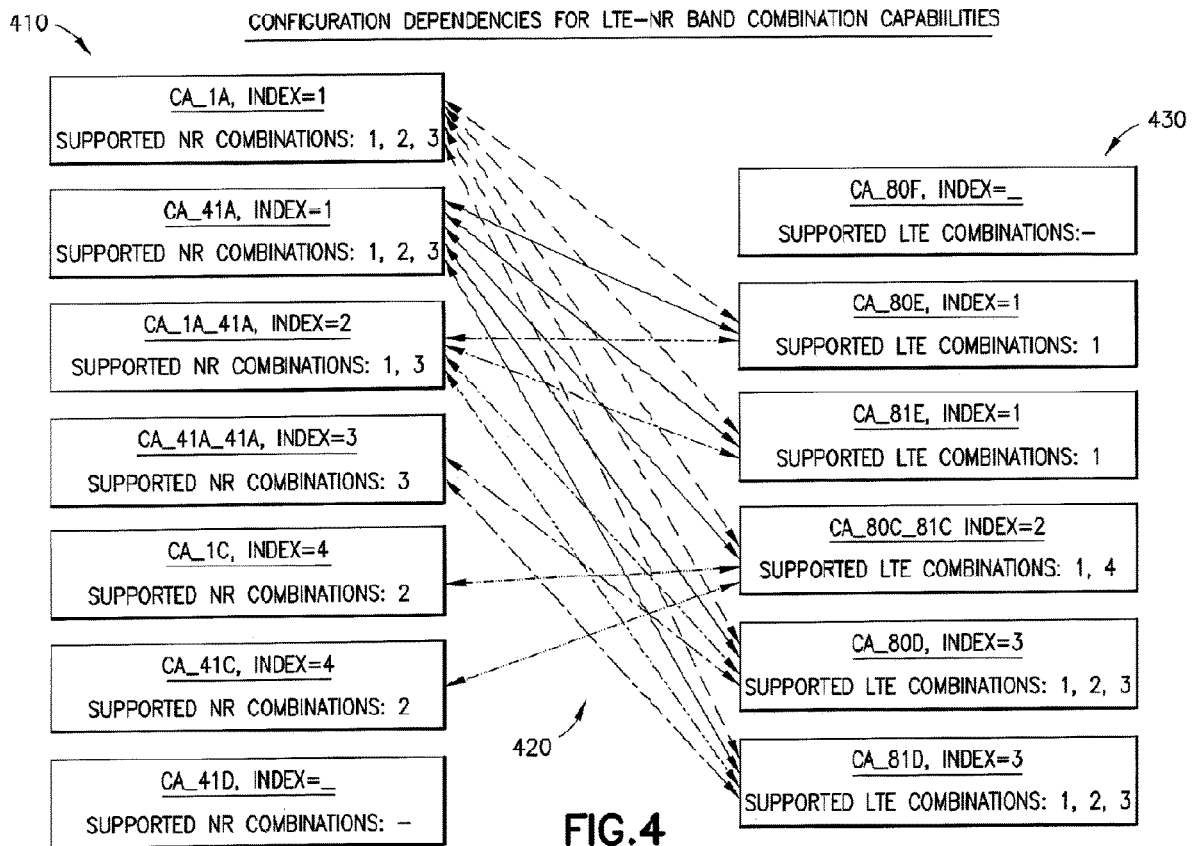 CONFIGURATION DEPENDENCIES FOR LTE-NR BAND COMBINATION CAPABIILITIES
410
CA_1A, INDEX=1
SUPPORTED NR COMBINATIONS: 1, 2, 3
CA_41A, INDEX=1
SUPPORTED NR COMBINATIONS: 1, 2, 3
CA_1A_41A, INDEX=2
SUPPORTED NR COMBINATIONS: 1, 3
CA_41A_41A, INDEX=3
SUPPORTED NR COMBINATIONS: 3
CA_1C, INDEX=4
SUPPORTED NR COMBINATIONS: 2
CA_41C, INDEX=4
SUPPORTED NR COMBINATIONS: 2
CA_41D, INDEX=_
SUPPORTED NR COMBINATIONS: –
420
430
CA_80F, INDEX=_
SUPPORTED LTE COMBINATIONS:–
CA_80E, INDEX=1
SUPPORTED LTE COMBINATIONS: 1
CA_81E, INDEX=1
SUPPORTED LTE COMBINATIONS: 1
CA_80C_81C INDEX=2
SUPPORTED LTE COMBINATIONS: 1, 4
CA_80D, INDEX=3
SUPPORTED LTE COMBINATIONS: 1, 2, 3
CA_81D, INDEX=3
SUPPORTED LTE COMBINATIONS: 1, 2, 3
FIG.4